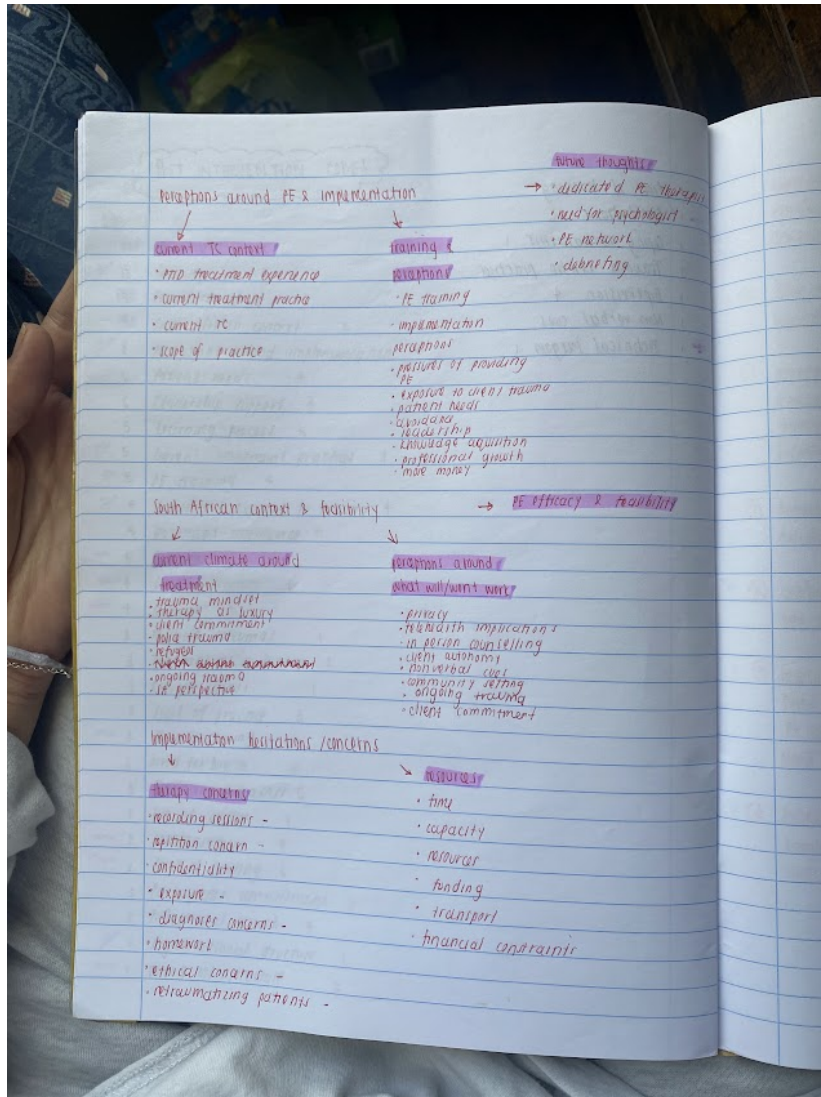 Perceptions around PE & implementation
current TC context
• PTSD treatment experience
• current treatment practice
• current TC
• scope of practice
training &
perceptions
• PE training
• implementation
perceptions
• pressures of providing
PE
• exposure to client trauma
• patient needs
• avoidance
• leadership
• knowledge aquisition
• professional growth
• more money
future thoughts
→ • dedicated PE therapist
• need for psychologist
• PE network
• debriefing
South African context & feasibility
→ PE efficacy & feasibility
current climate around
treatment
• trauma mindset
• therapy as luxury
• client commitment
• police trauma
• refugees
• ongoing trauma
• SA perspective
perceptions around
what will/wont work
• privacy
• telehealth implications
• in person counselling
• client autonomy
• nonverbal cues
• community setting
• ongoing trauma
• client commitment
Implementation hesitations/concerns
therapy concerns
• recording sessions -
• repitition concern -
• confidentiality
• exposure -
• diagnoses concerns -
• homework
• ethical concerns -
• retraumatizing patients -
resources
• time
• capacity
• resources
• funding
• transport
• financial constraints